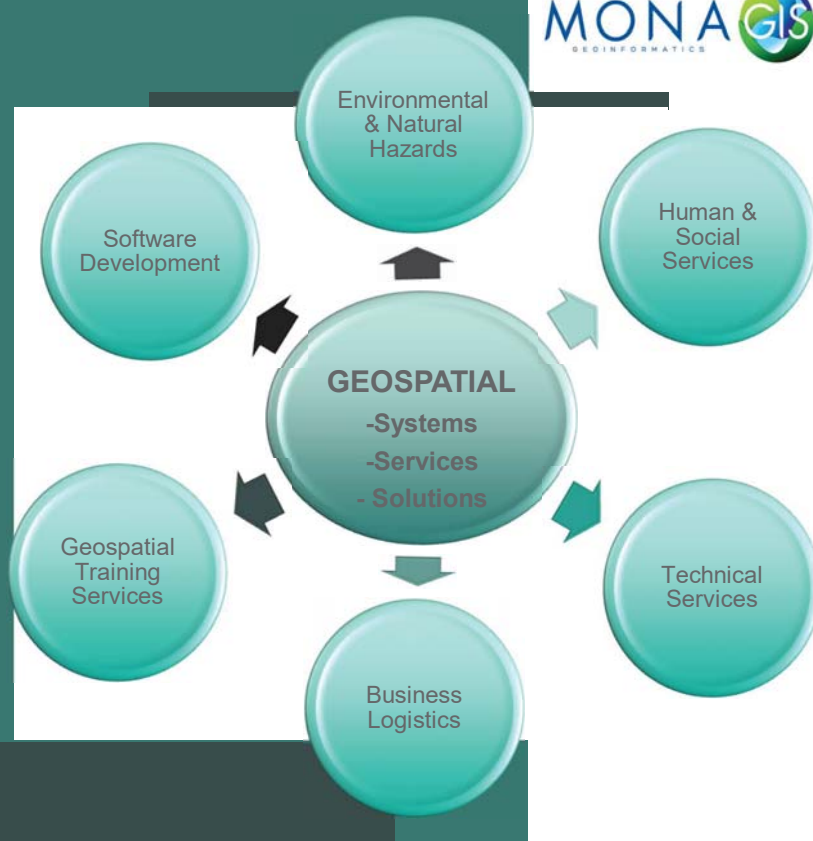 MONA GIS
GEOINFORMATICS
Environmental
& Natural
Hazards
Software
Development
Human &
Social
Services
GEOSPATIAL
-Systems
-Services
- Solutions
Geospatial
Training
Services
Technical
Services
Business
Logistics